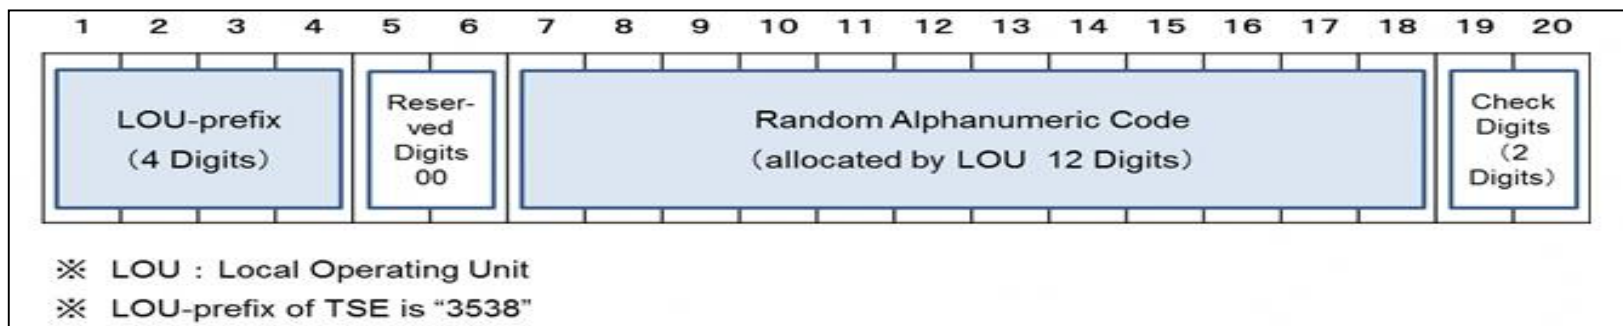 1 2 3 4 5 6 7 8 9 10 11 12 13 14 15 16 17 18 19 20
LOU-prefix
(4 Digits)
Reser-
ved
Digits
00
Random Alphanumeric Code
(allocated by LOU 12 Digits)
Check
Digits
(2
Digits)
※ LOU : Local Operating Unit
※ LOU-prefix of TSE is “3538”